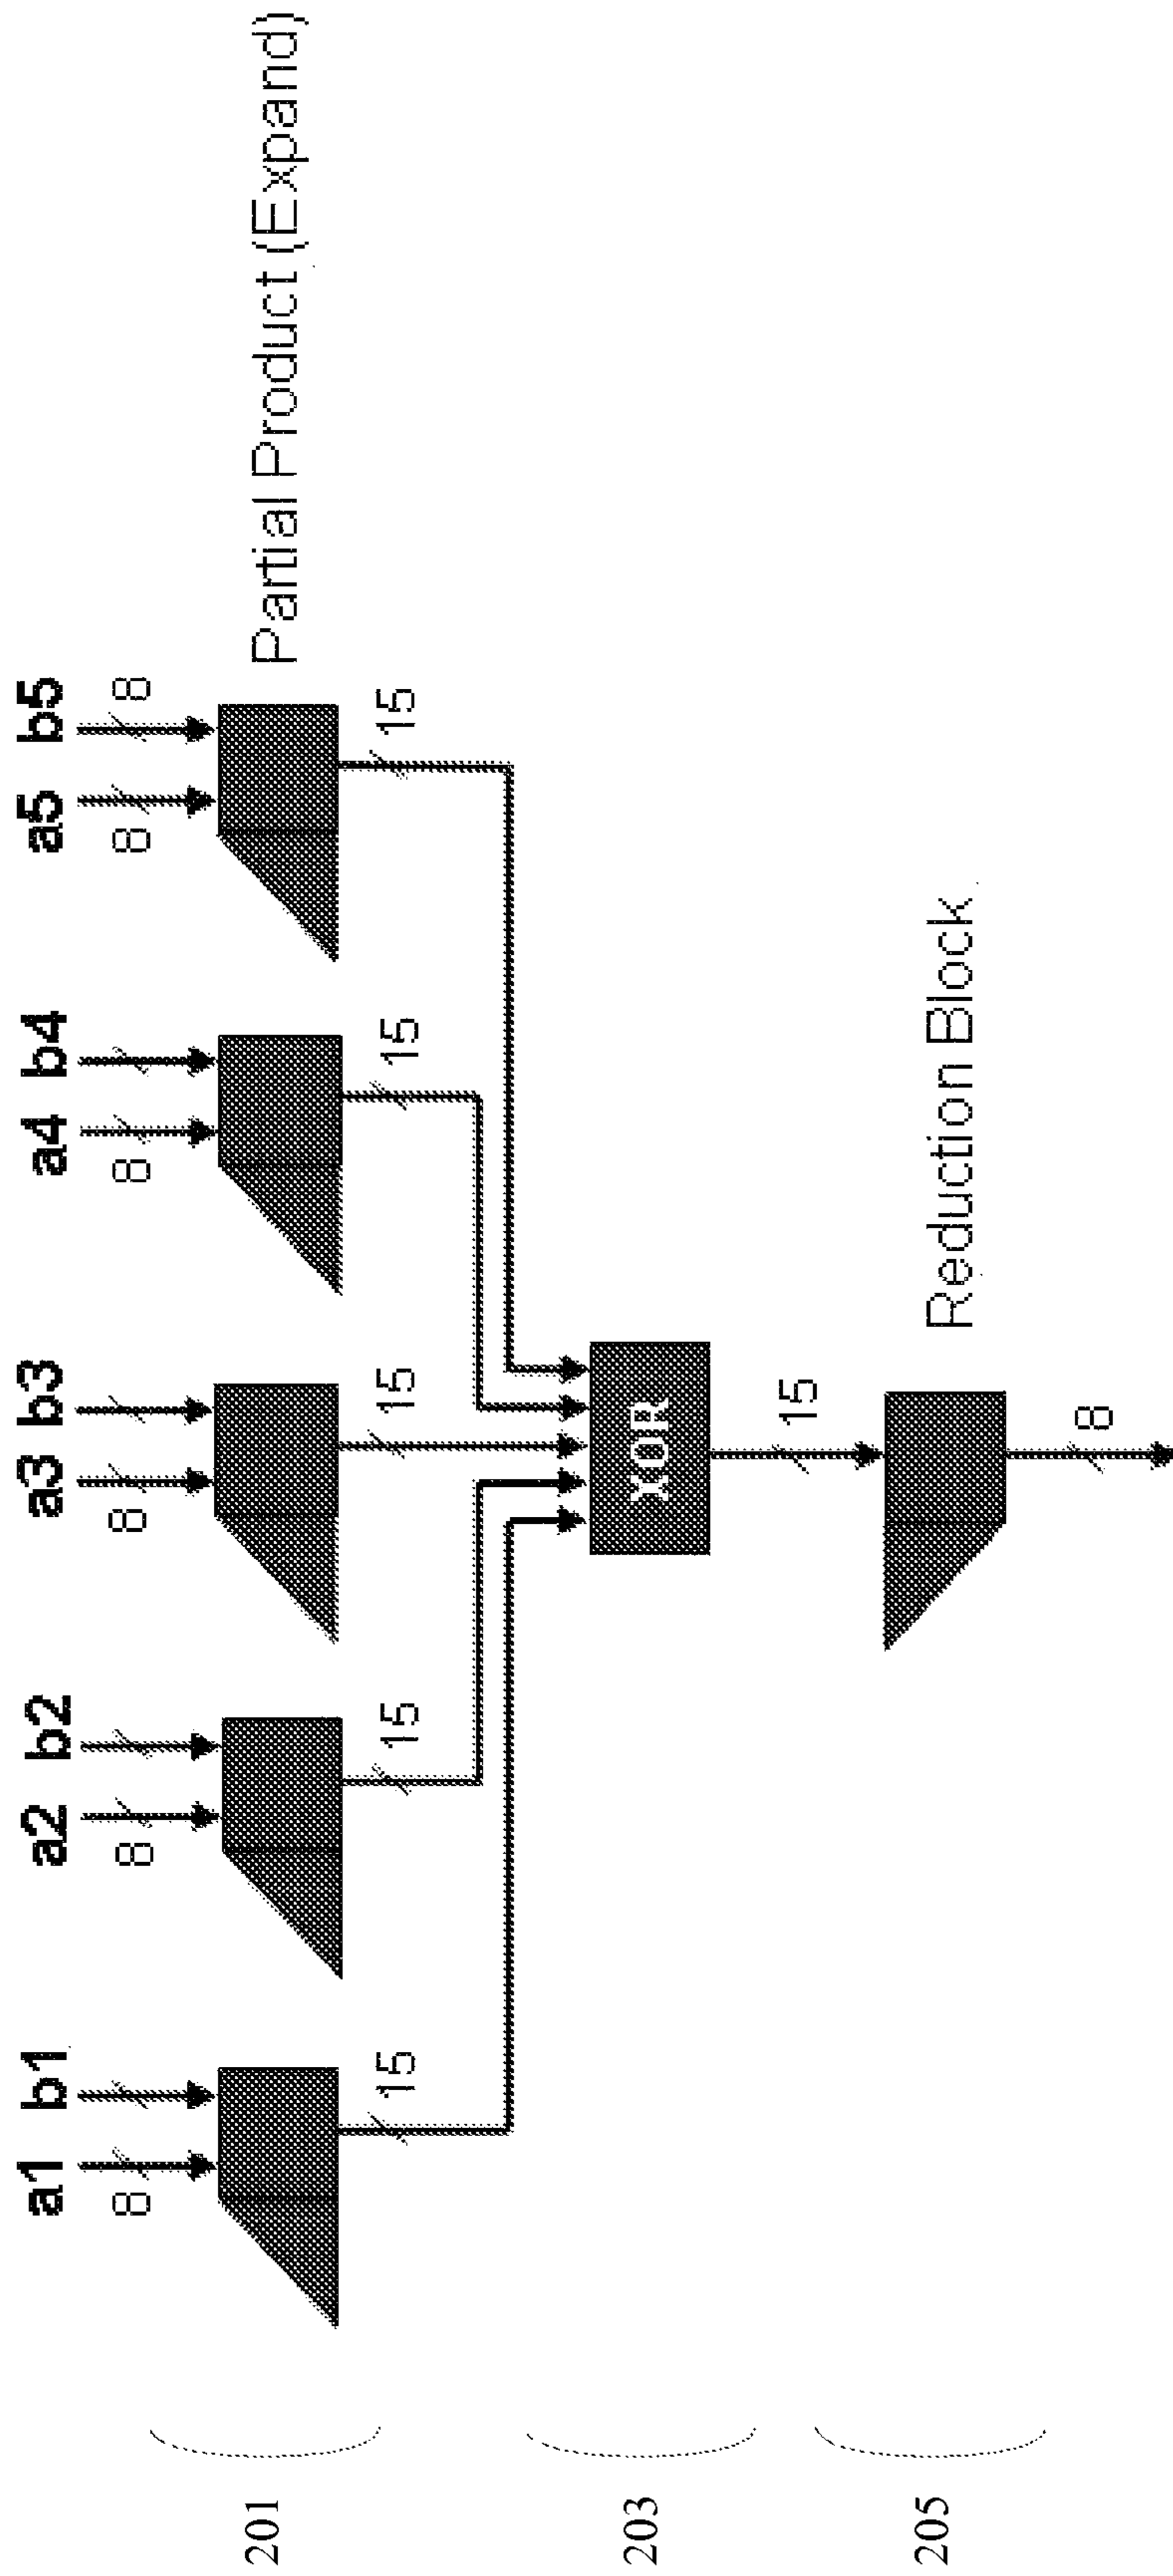 a1 b1 a2 b2 a3 b3 a4 b4 a5 b5
8 8 8 8 8 8
201 Partial Product (Expand)
15 15 15 15 15
203 XOR
15
205 Reduction Block
8